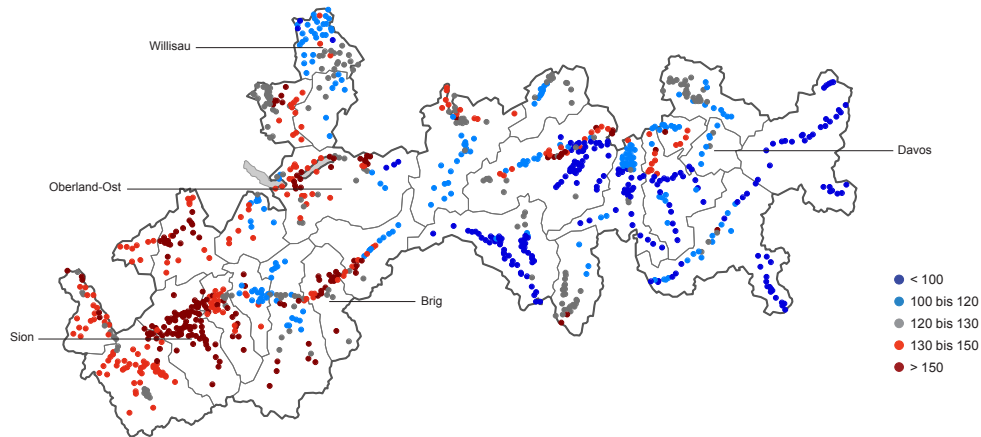 Willisau
Davos
Oberland-Ost
< 100
100 bis 120
Brig
120 bis 130
Sion
130 bis 150
> 150